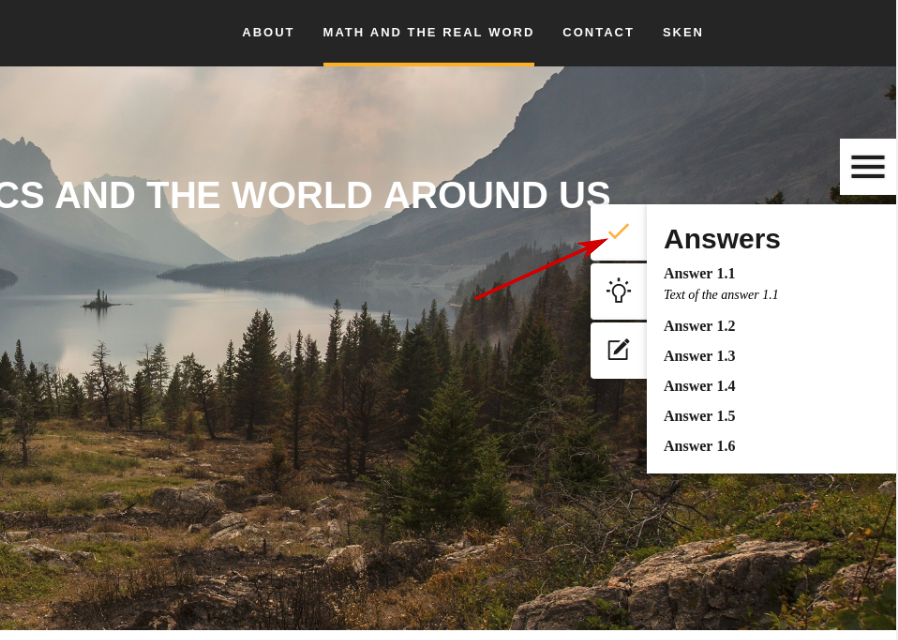 ABOUT MATH AND THE REAL WORD CONTACT SKEN
CS AND THE WORLD AROUND US
Answers
Answer 1.1
Text of the answer 1.1
Answer 1.2
Answer 1.3
Answer 1.4
Answer 1.5
Answer 1.6